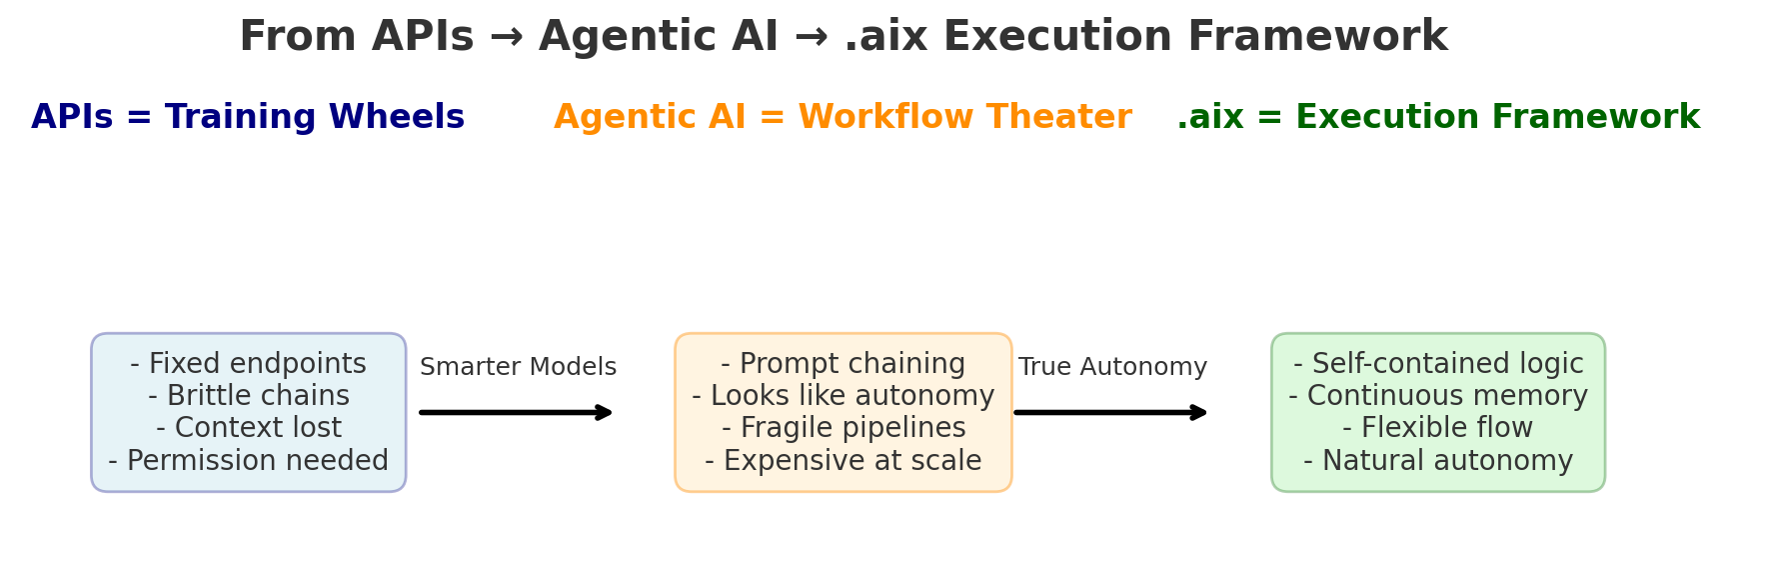 From APIs → Agentic AI → .aix Execution Framework
APIs = Training Wheels
Agentic AI = Workflow Theater
.aix = Execution Framework
- Fixed endpoints
- Brittle chains
- Context lost
- Permission needed
Smarter Models
- Prompt chaining
- Looks like autonomy
- Fragile pipelines
- Expensive at scale
True Autonomy
- Self-contained logic
- Continuous memory
- Flexible flow
- Natural autonomy